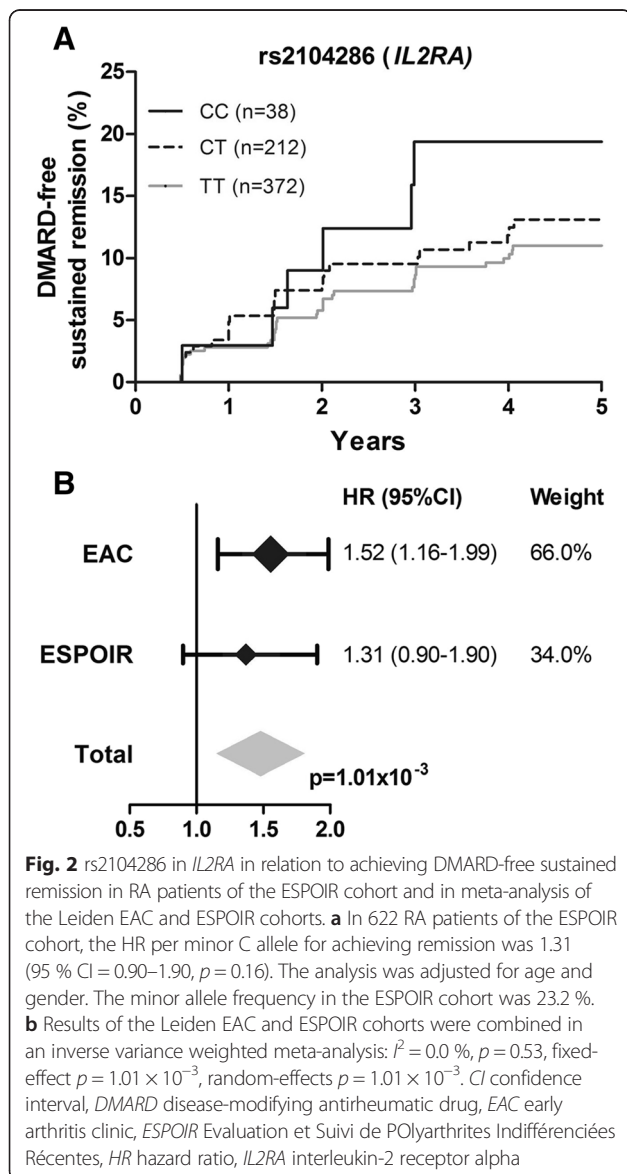 A
rs2104286 (IL2RA)
DMARD-free
sustained remission (%)
25
20
15
10
5
0
CC (n=38)
CT (n=212)
TT (n=372)
0 1 2 3 4 5
Years
B
HR (95%CI) Weight
EAC 1.52 (1.16-1.99) 66.0%
ESPOIR 1.31 (0.90-1.90) 34.0%
Total
p=1.01x10⁻³
0.5 1.0 1.5 2.0
Fig. 2 rs2104286 in IL2RA in relation to achieving DMARD-free sustained
remission in RA patients of the ESPOIR cohort and in meta-analysis of
the Leiden EAC and ESPOIR cohorts. a In 622 RA patients of the ESPOIR
cohort, the HR per minor C allele for achieving remission was 1.31
(95 % CI = 0.90–1.90, p = 0.16). The analysis was adjusted for age and
gender. The minor allele frequency in the ESPOIR cohort was 23.2 %.
b Results of the Leiden EAC and ESPOIR cohorts were combined in
an inverse variance weighted meta-analysis: I² = 0.0 %, p = 0.53, fixed-
effect p = 1.01 × 10⁻³, random-effects p = 1.01 × 10⁻³. CI confidence
interval, DMARD disease-modifying antirheumatic drug, EAC early
arthritis clinic, ESPOIR Evaluation et Suivi de POlyarthrites Indifférenciées
Récentes, HR hazard ratio, IL2RA interleukin-2 receptor alpha